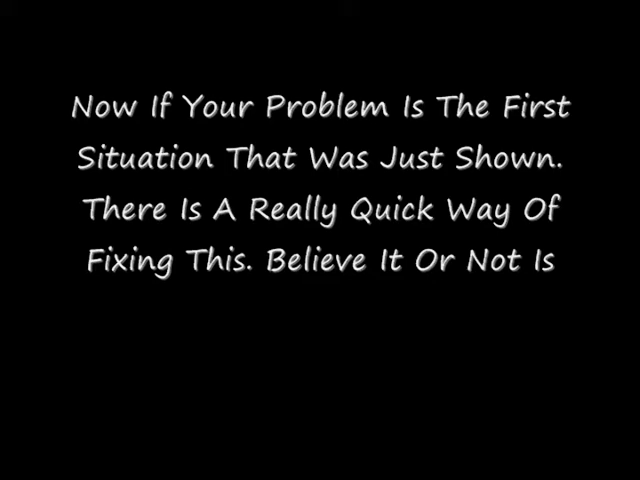 Now If Your Problem Is The First
Situation That Was Just Shown.
There Is A Really Quick Way Of
Fixing This. Believe It Or Not Is